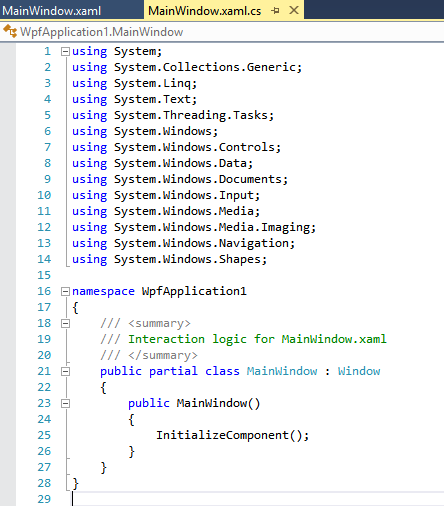 MainWindow.xaml MainWindow.xaml.cs
WpfApplication1.MainWindow
1 using System;
2 using System.Collections.Generic;
3 using System.Linq;
4 using System.Text;
5 using System.Threading.Tasks;
6 using System.Windows;
7 using System.Windows.Controls;
8 using System.Windows.Data;
9 using System.Windows.Documents;
10 using System.Windows.Input;
11 using System.Windows.Media;
12 using System.Windows.Media.Imaging;
13 using System.Windows.Navigation;
14 using System.Windows.Shapes;
15
16 namespace WpfApplication1
17 {
18 /// <summary>
19 /// Interaction logic for MainWindow.xaml
20 /// </summary>
21 public partial class MainWindow : Window
22 {
23 public MainWindow()
24 {
25 InitializeComponent();
26 }
27 }
28 }
29